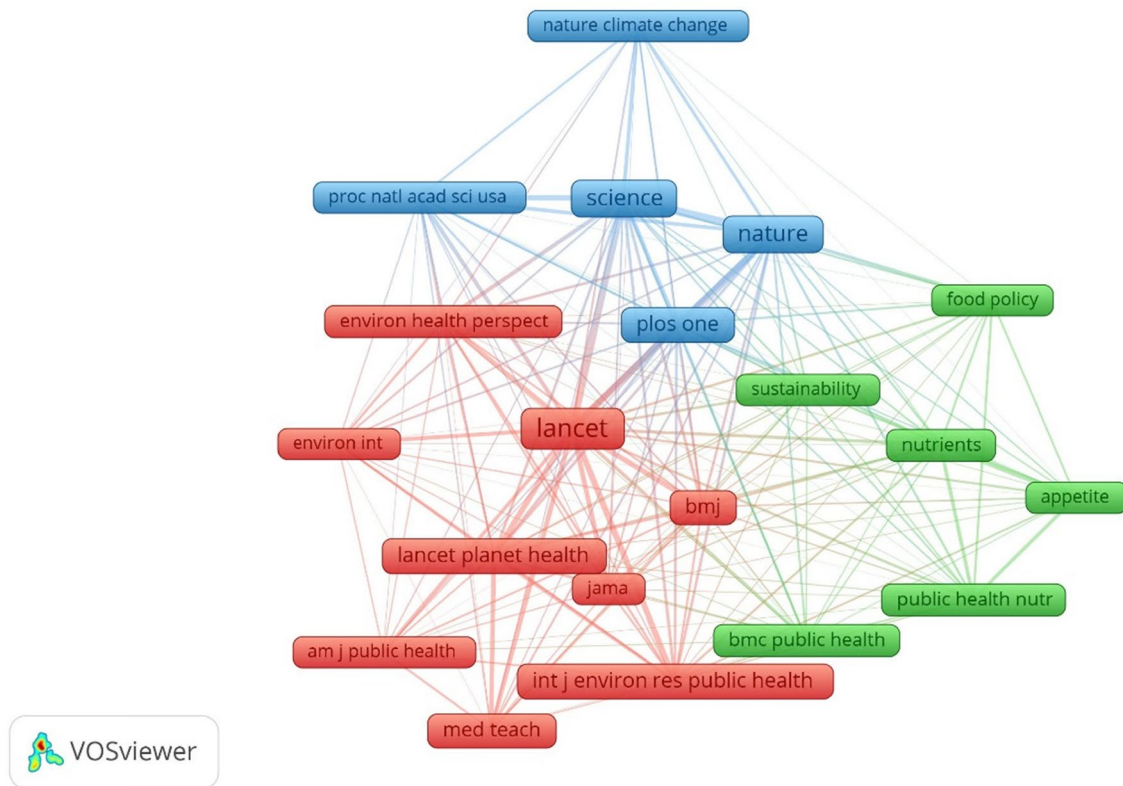 nature climate change
proc natl acad sci usa
science
nature
food policy
environ health perspect
plos one
sustainability
lancet
environ int
nutrients
appetite
bmj
lancet planet health
jama
public health nutr
bmc public health
am j public health
int j environ res public health
med teach
VOSviewer